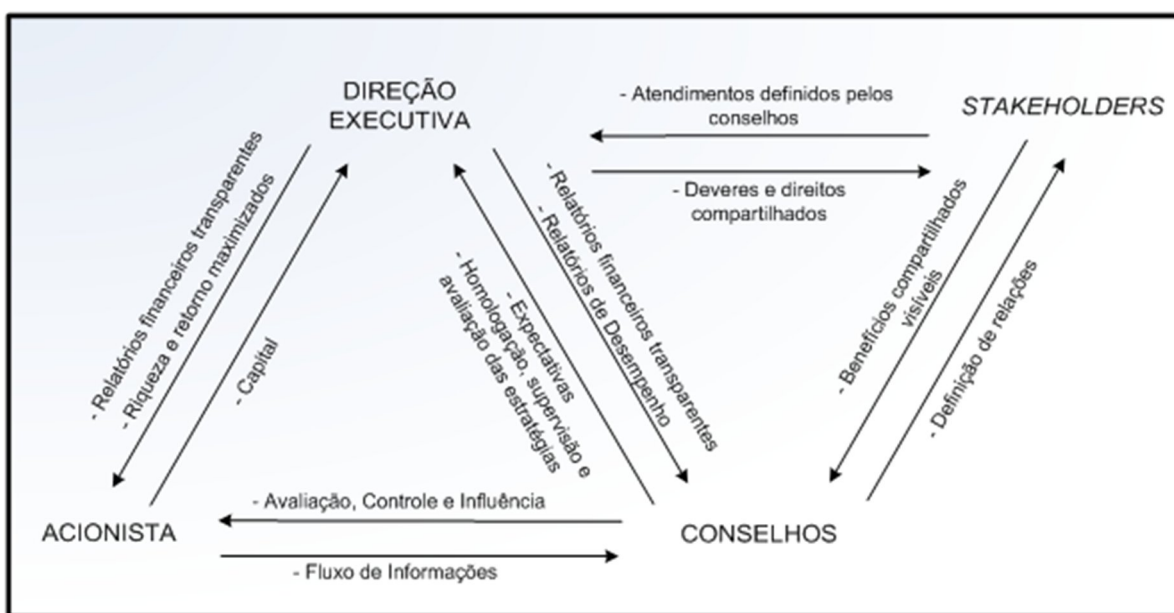 DIREÇÃO
EXECUTIVA
- Atendimentos definidos pelos
conselhos
STAKEHOLDERS
- Deveres e direitos
compartilhados
- Relatórios financeiros transparentes
- Riqueza e retorno maximizados
- Capital
- Relatórios financeiros transparentes
- Relatórios de Desempenho
- Expectativas
- Homologação, supervisão e
avaliação das estratégias
- Benefícios compartilhados
visíveis
- Definição de relações
- Avaliação, Controle e Influência
ACIONISTA
CONSELHOS
- Fluxo de Informações